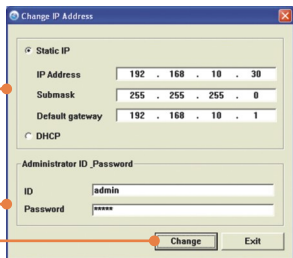 Change IP Address
Static IP
IP Address 192 . 168 . 10 . 30
Submask 255 . 255 . 255 . 0
Default gateway 192 . 168 . 10 . 1
DHCP
Administrator ID_Password
ID admin
Password *****
Change Exit